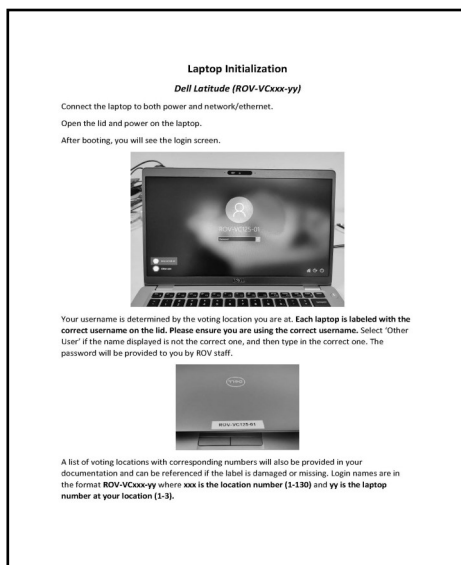 Laptop Initialization
Dell Latitude (ROV-VCxxx-yy)
Connect the laptop to both power and network/ethernet.
Open the lid and power on the laptop.
After booting, you will see the login screen.
ROV-VC125-01
Your username is determined by the voting location you are at. Each laptop is labeled with the
correct username on the lid. Please ensure you are using the correct username. Select 'Other
User' if the name displayed is not the correct one, and then type in the correct one. The
password will be provided to you by ROV staff.
ROV-VC125-01
A list of voting locations with corresponding numbers will also be provided in your
documentation and can be referenced if the label is damaged or missing. Login names are in
the format ROV-VCxxx-yy where xxx is the location number (1-130) and yy is the laptop
number at your location (1-3).